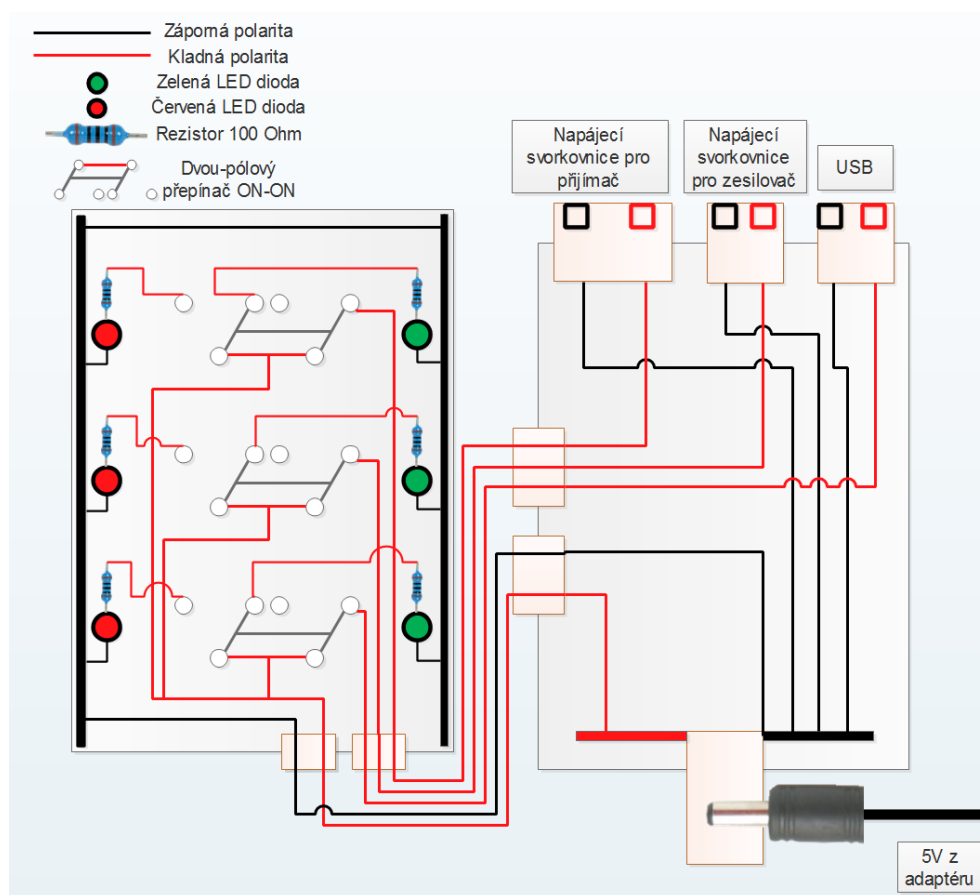 Záporná polarita
Kladná polarita
Zelená LED dioda
Červená LED dioda
Rezistor 100 Ohm
Dvou-pólový
přepínač ON-ON
Napájecí
svorkovnice pro
přijímač
Napájecí
svorkovnice
pro zesilovač
USB
5V z
adaptéru